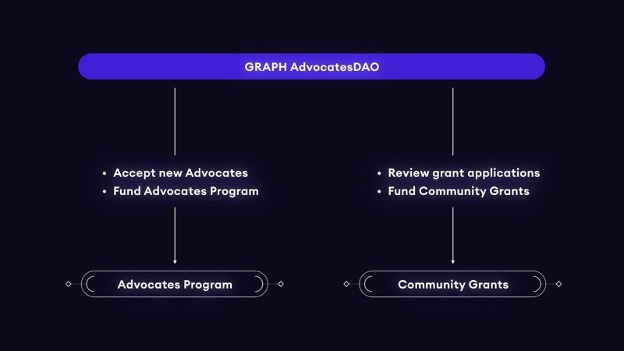 GRAPH AdvocatesDAO
• Accept new Advocates
• Fund Advocates Program
• Review grant applications
• Fund Community Grants
Advocates Program
Community Grants